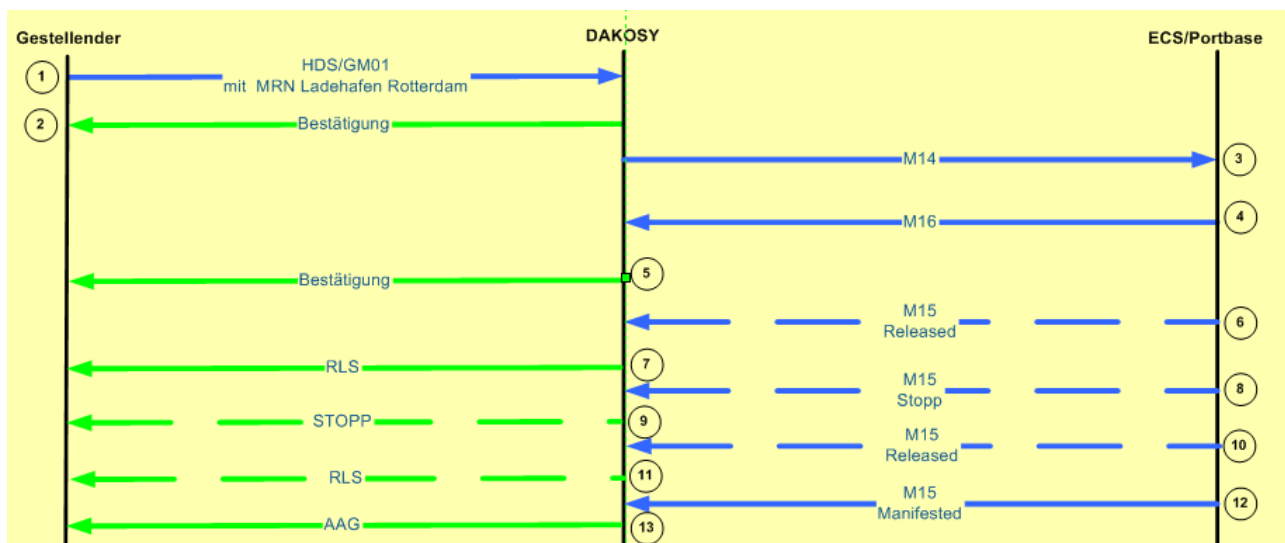 Gestellender
DAKOSY
ECS/Portbase
1
HDS/GM01
mit MRN Ladehafen Rotterdam
2
Bestätigung
M14
3
M16
4
Bestätigung
5
M15
Released
6
RLS
7
M15
Stopp
8
STOPP
9
M15
Released
10
RLS
11
M15
Manifested
12
AAG
13